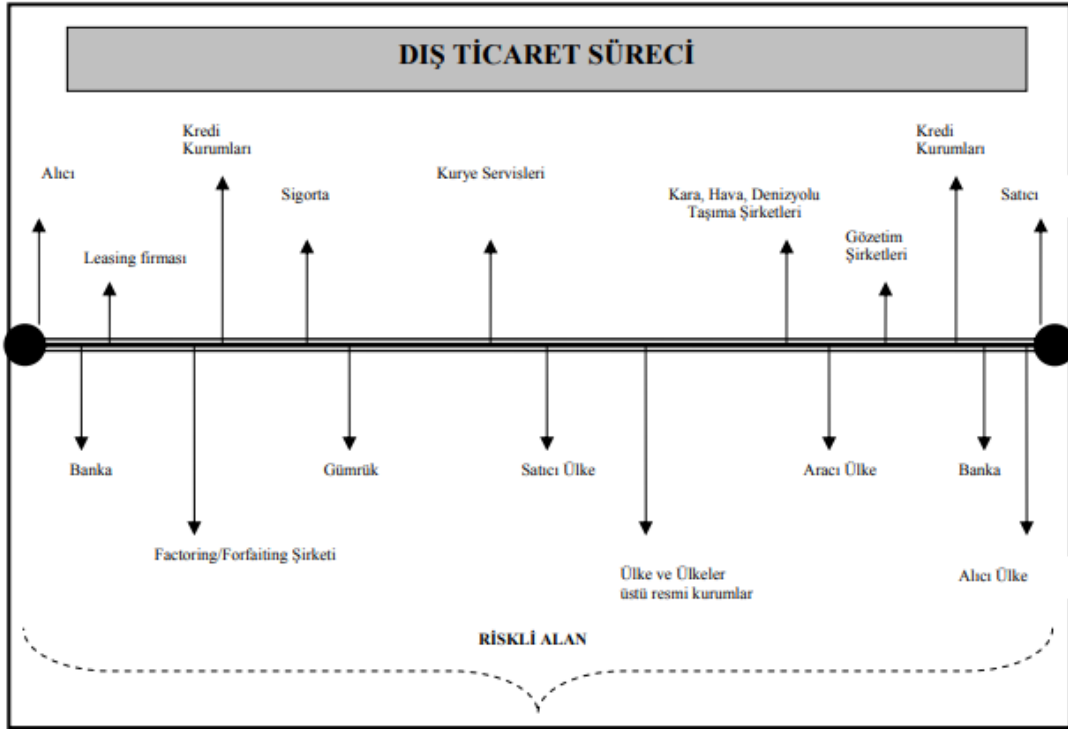 DIŞ TİCARET SÜRECİ
Kredi
Kurumları
Kredi
Kurumları
Alıcı
Kurye Servisleri
Sigorta
Kara, Hava, Denizyolu
Taşıma Şirketleri
Satıcı
Gözetim
Şirketleri
Leasing firması
Banka
Gümrük
Satıcı Ülke
Aracı Ülke
Banka
Factoring/Forfaiting Şirketi
Ülke ve Ülkeler
üstü resmi kurumlar
Alıcı Ülke
RİSKLİ ALAN